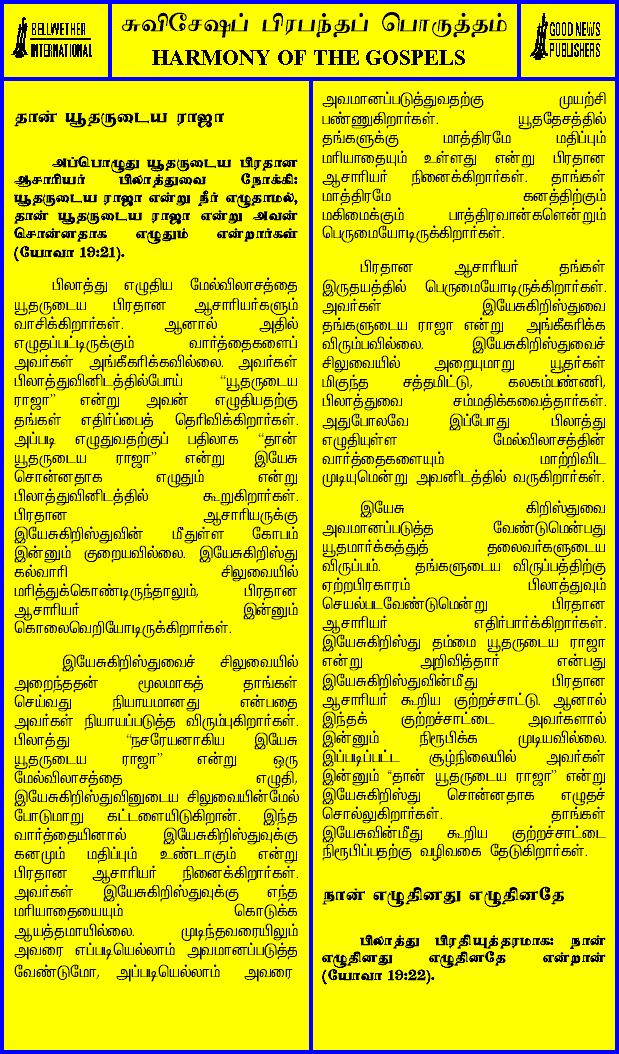 BELLWETHER
INTERNATIONAL
சுவிசேஷப் பிரபந்தப் பொருத்தம்
HARMONY OF THE GOSPELS
GOOD NEWS
PUBLISHERS
தான் யூதருடைய ராஜா
அப்பொழுது யூதருடைய பிரதான
ஆசாரியர் பிலாத்துவை நோக்கி:
யூதருடைய ராஜா என்று நீர் எழுதாமல்,
தான் யூதருடைய ராஜா என்று அவன்
சொன்னதாக எழுதும் என்றார்கள்
(யோவா 19:21).
பிலாத்து எழுதிய மேல்விலாசத்தை
யூதருடைய பிரதான ஆசாரியர்களும்
வாசிக்கிறார்கள். ஆனால் அதில்
எழுதப்பட்டிருக்கும் வார்த்தைகளைப்
அவர்கள் அங்கீகரிக்கவில்லை. அவர்கள்
பிலாத்துவினிடத்தில்போய் “யூதருடைய
ராஜா” என்று அவன் எழுதியதற்கு
தங்கள் எதிர்ப்பைத் தெரிவிக்கிறார்கள்.
அப்படி எழுதுவதற்குப் பதிலாக “தான்
யூதருடைய ராஜா” என்று இயேசு
சொன்னதாக எழுதும் என்று
பிலாத்துவினிடத்தில் கூறுகிறார்கள்.
பிரதான ஆசாரியருக்கு
இயேசுகிறிஸ்துவின் மீதுள்ள கோபம்
இன்னும் குறையவில்லை. இயேசுகிறிஸ்து
கல்வாரி சிலுவையில்
மரித்துக்கொண்டிருந்தாலும், பிரதான
ஆசாரியர் இன்னும்
கொலைவெறியோடிருக்கிறார்கள்.
இயேசுகிறிஸ்துவைச் சிலுவையில்
அறைந்ததன் மூலமாகத் தாங்கள்
செய்வது நியாயமானது என்பதை
அவர்கள் நியாயப்படுத்த விரும்புகிறார்கள்.
பிலாத்து “நசரேயனாகிய இயேசு
யூதருடைய ராஜா” என்று ஒரு
மேல்விலாசத்தை எழுதி,
இயேசுகிறிஸ்துவினுடைய சிலுவையின்மேல்
போடுமாறு கட்டளையிடுகிறான். இந்த
வார்த்தையினால் இயேசுகிறிஸ்துவுக்கு
கனமும் மதிப்பும் உண்டாகும் என்று
பிரதான ஆசாரியர் நினைக்கிறார்கள்.
அவர்கள் இயேசுகிறிஸ்துவுக்கு எந்த
மரியாதையையும் கொடுக்க
ஆயத்தமாயில்லை. முடிந்தவரையிலும்
அவரை எப்படியெல்லாம் அவமானப்படுத்த
வேண்டுமோ, அப்படியெல்லாம் அவரை
அவமானப்படுத்துவதற்கு முயற்சி
பண்ணுகிறார்கள். யூததேசத்தில்
தங்களுக்கு மாத்திரமே மதிப்பும்
மரியாதையும் உள்ளது என்று பிரதான
ஆசாரியர் நினைக்கிறார்கள். தாங்கள்
மாத்திரமே கனத்திற்கும்
மகிமைக்கும் பாத்திரவான்களென்றும்
பெருமையோடிருக்கிறார்கள்.
பிரதான ஆசாரியர் தங்கள்
இருதயத்தில் பெருமையோடிருக்கிறார்கள்.
அவர்கள் இயேசுகிறிஸ்துவை
தங்களுடைய ராஜா என்று அங்கீகரிக்க
விரும்பவில்லை. இயேசுகிறிஸ்துவைச்
சிலுவையில் அறையுமாறு யூதர்கள்
மிகுந்த சத்தமிட்டு, கலகம்பண்ணி,
பிலாத்துவை சம்மதிக்கவைத்தார்கள்.
அதுபோலவே இப்போது பிலாத்து
எழுதியுள்ள மேல்விலாசத்தின்
வார்த்தைகளையும் மாற்றிவிட
முடியுமென்று அவனிடத்தில் வருகிறார்கள்.
இயேசு கிறிஸ்துவை
அவமானப்படுத்த வேண்டுமென்பது
யூதமார்க்கத்துத் தலைவர்களுடைய
விருப்பம். தங்களுடைய விருப்பத்திற்கு
ஏற்றபிரகாரம் பிலாத்துவும்
செயல்படவேண்டுமென்று பிரதான
ஆசாரியர் எதிர்பார்க்கிறார்கள்.
இயேசுகிறிஸ்து தம்மை யூதருடைய ராஜா
என்று அறிவித்தார் என்பது
இயேசுகிறிஸ்துவின்மீது பிரதான
ஆசாரியர் கூறிய குற்றச்சாட்டு. ஆனால்
இந்தக் குற்றச்சாட்டை அவர்களால்
இன்னும் நிரூபிக்க முடியவில்லை.
இப்படிப்பட்ட சூழ்நிலையில் அவர்கள்
இன்னும் “தான் யூதருடைய ராஜா” என்று
இயேசுகிறிஸ்து சொன்னதாக எழுதச்
சொல்லுகிறார்கள். தாங்கள்
இயேசுவின்மீது கூறிய குற்றச்சாட்டை
நிரூபிப்பதற்கு வழிவகை தேடுகிறார்கள்.
நான் எழுதினது எழுதினதே
பிலாத்து பிரதியுத்தரமாக: நான்
எழுதினது எழுதினதே என்றான்
(யோவா 19:22).